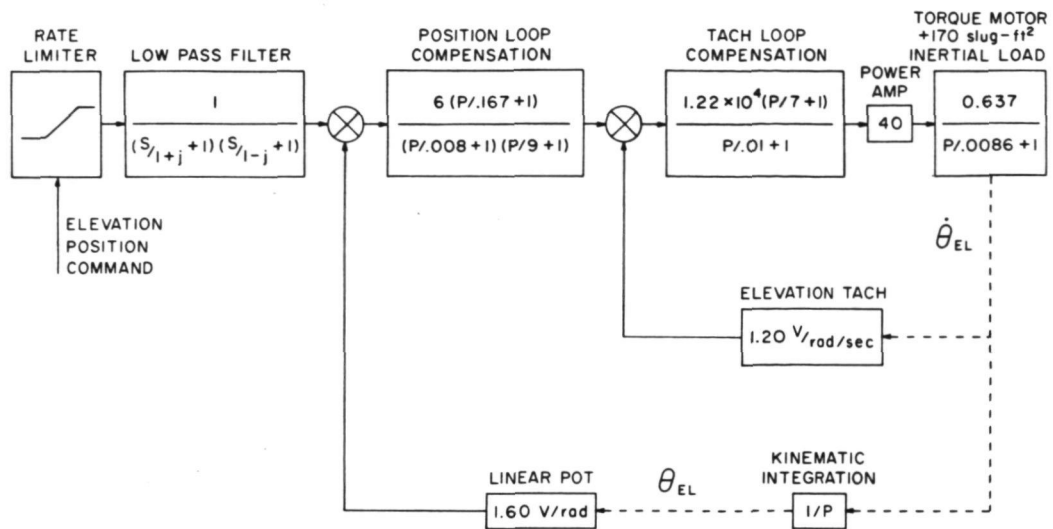 RATE
LIMITER
LOW PASS FILTER
1
(S/1+j +1)(S/1-j +1)
ELEVATION
POSITION
COMMAND
POSITION LOOP
COMPENSATION
6 (P/.167 +1)
(P/.008 +1) (P/9 +1)
TACH LOOP
COMPENSATION
1.22 × 10⁴ (P/7 +1)
P/.01 +1
POWER
AMP
40
TORQUE MOTOR
+170 slug-ft²
INERTIAL LOAD
0.637
P/.0086 +1
θ̇EL
ELEVATION TACH
1.20 V/rad/sec
LINEAR POT
1.60 V/rad
θEL
KINEMATIC
INTEGRATION
1/P